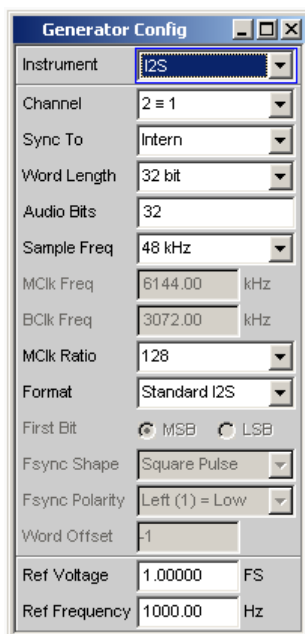 Generator Config
Instrument I2S
Channel 2 ≡ 1
Sync To Intern
Word Length 32 bit
Audio Bits 32
Sample Freq 48 kHz
MClk Freq 6144.00 kHz
BClk Freq 3072.00 kHz
MClk Ratio 128
Format Standard I2S
First Bit MSB LSB
Fsync Shape Square Pulse
Fsync Polarity Left (1) = Low
Word Offset -1
Ref Voltage 1.00000 FS
Ref Frequency 1000.00 Hz